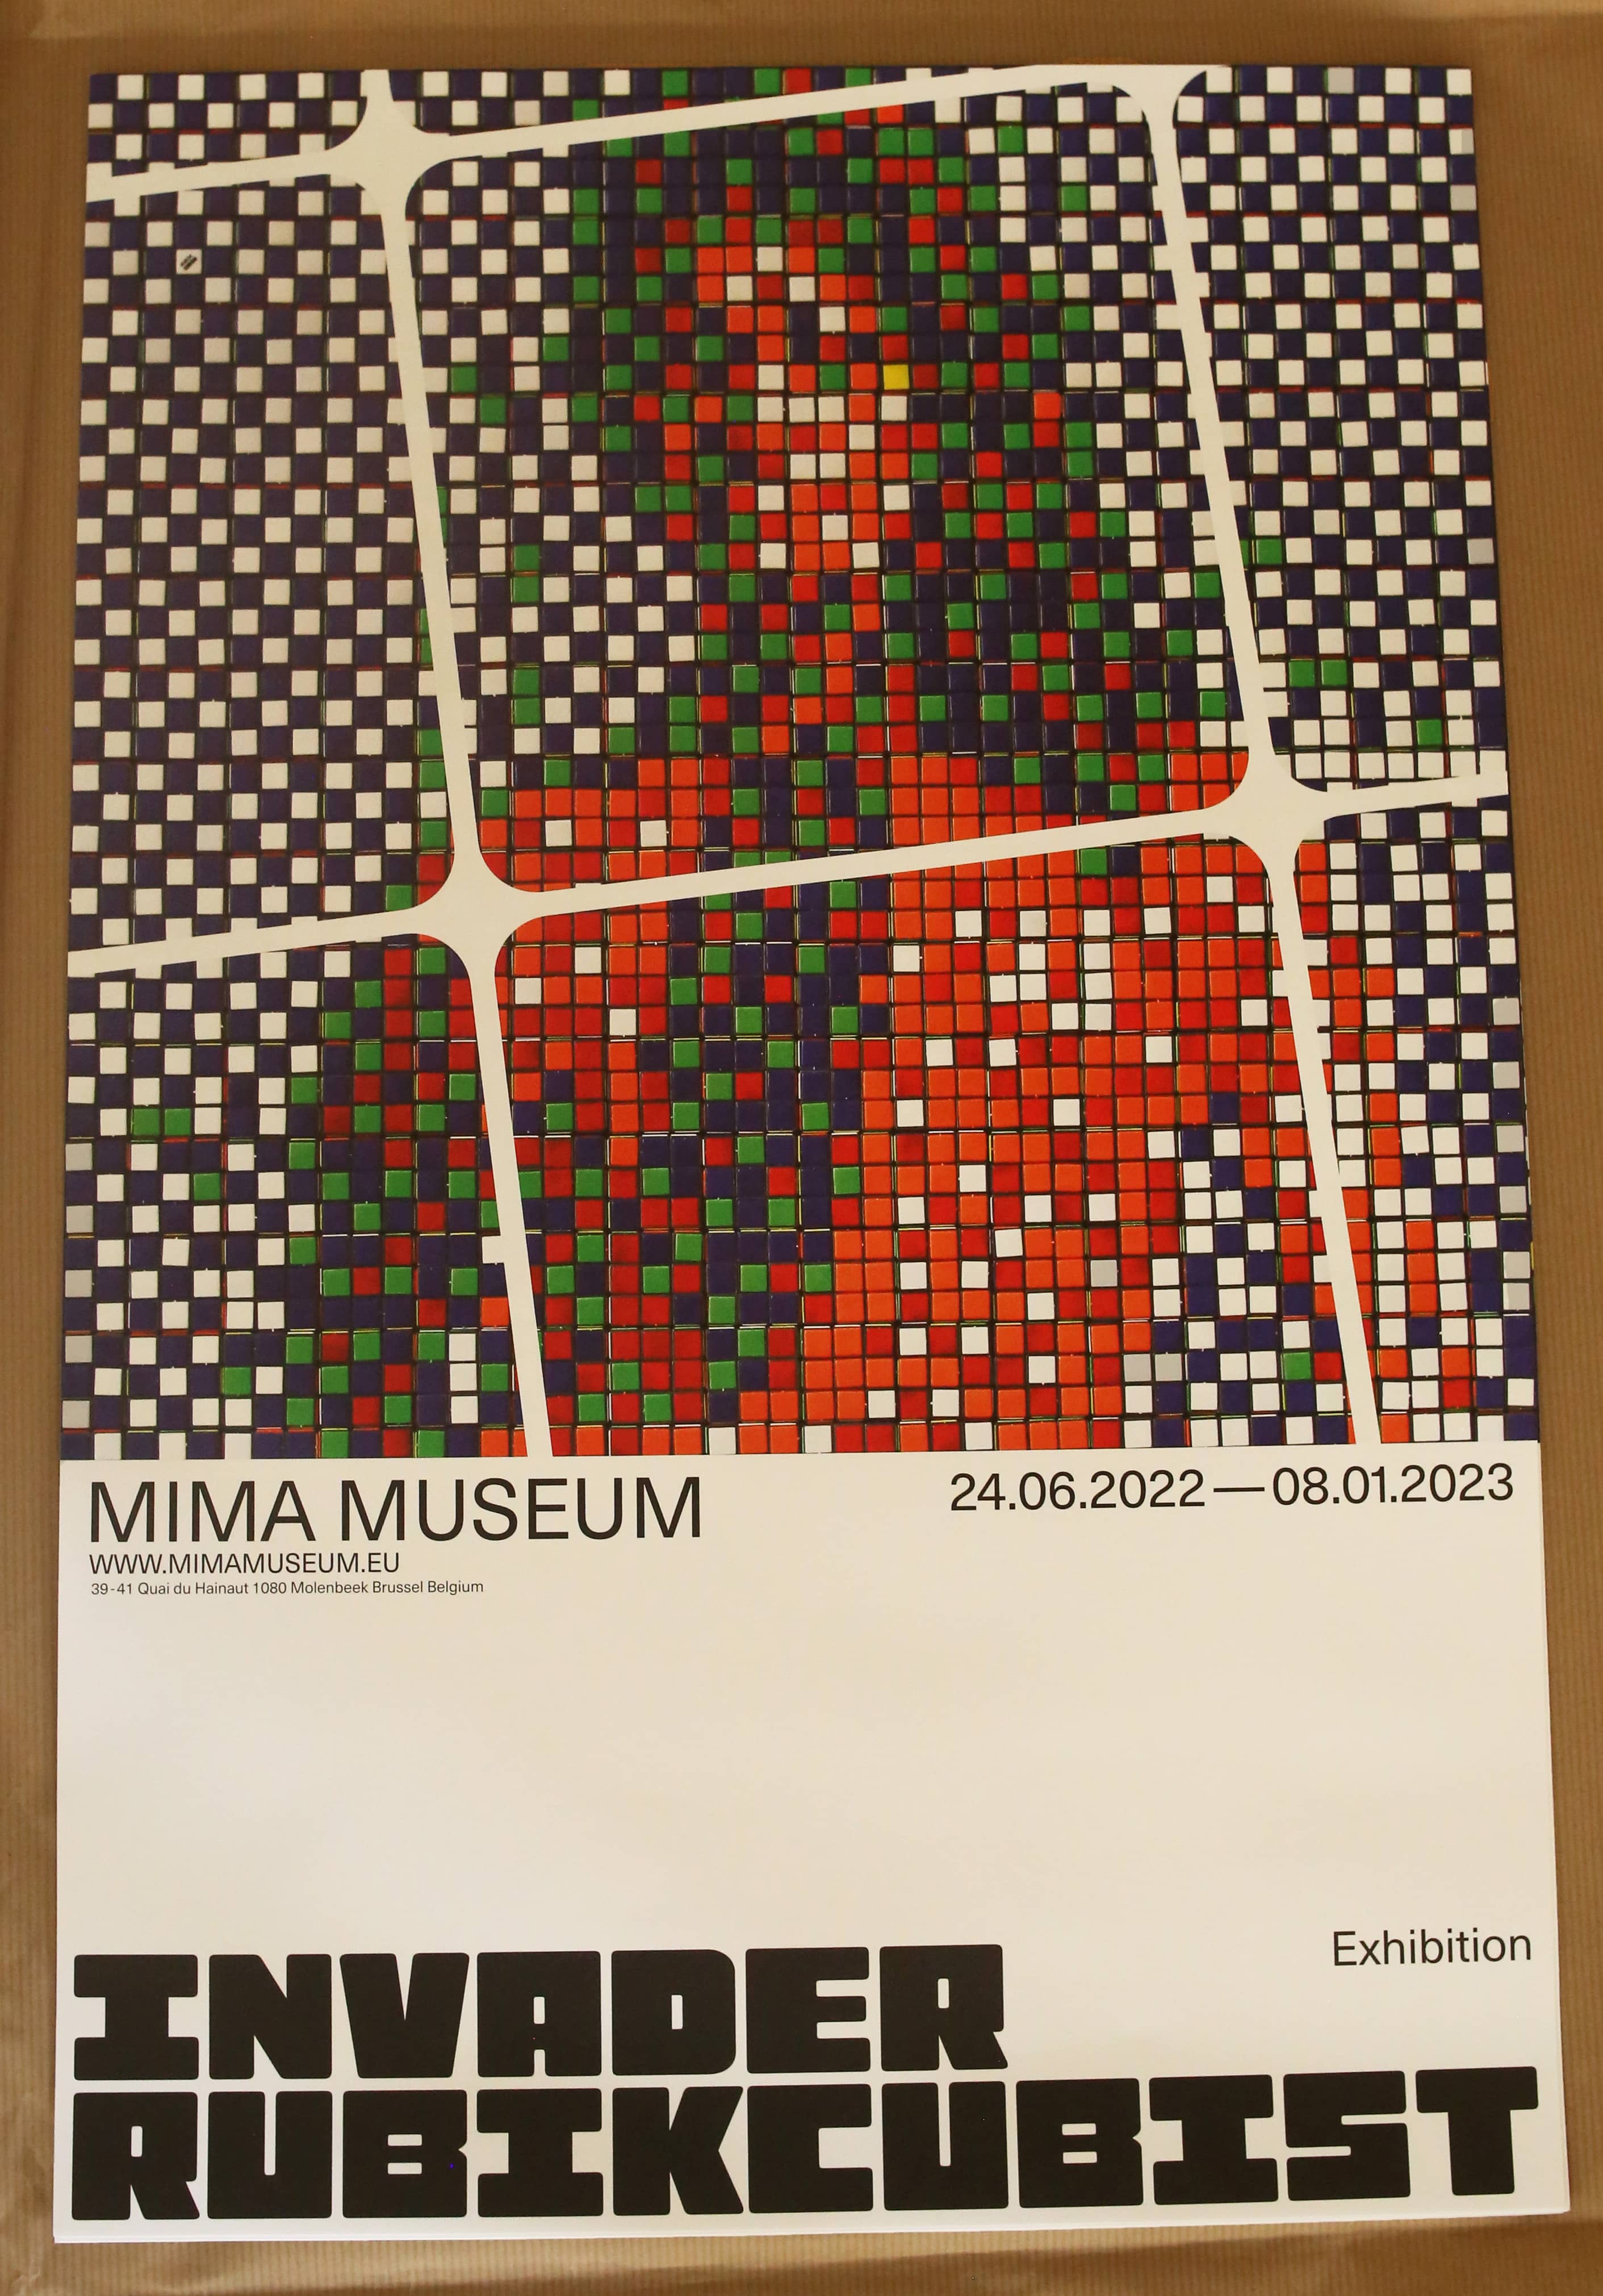 MIMA MUSEUM
24.06.2022—08.01.2023
WWW.MIMAMUSEUM.EU
39-41 Quai du Hainaut 1080 Molenbeek Brussel Belgium
Exhibition
INVADER
RUBIKCUBIST